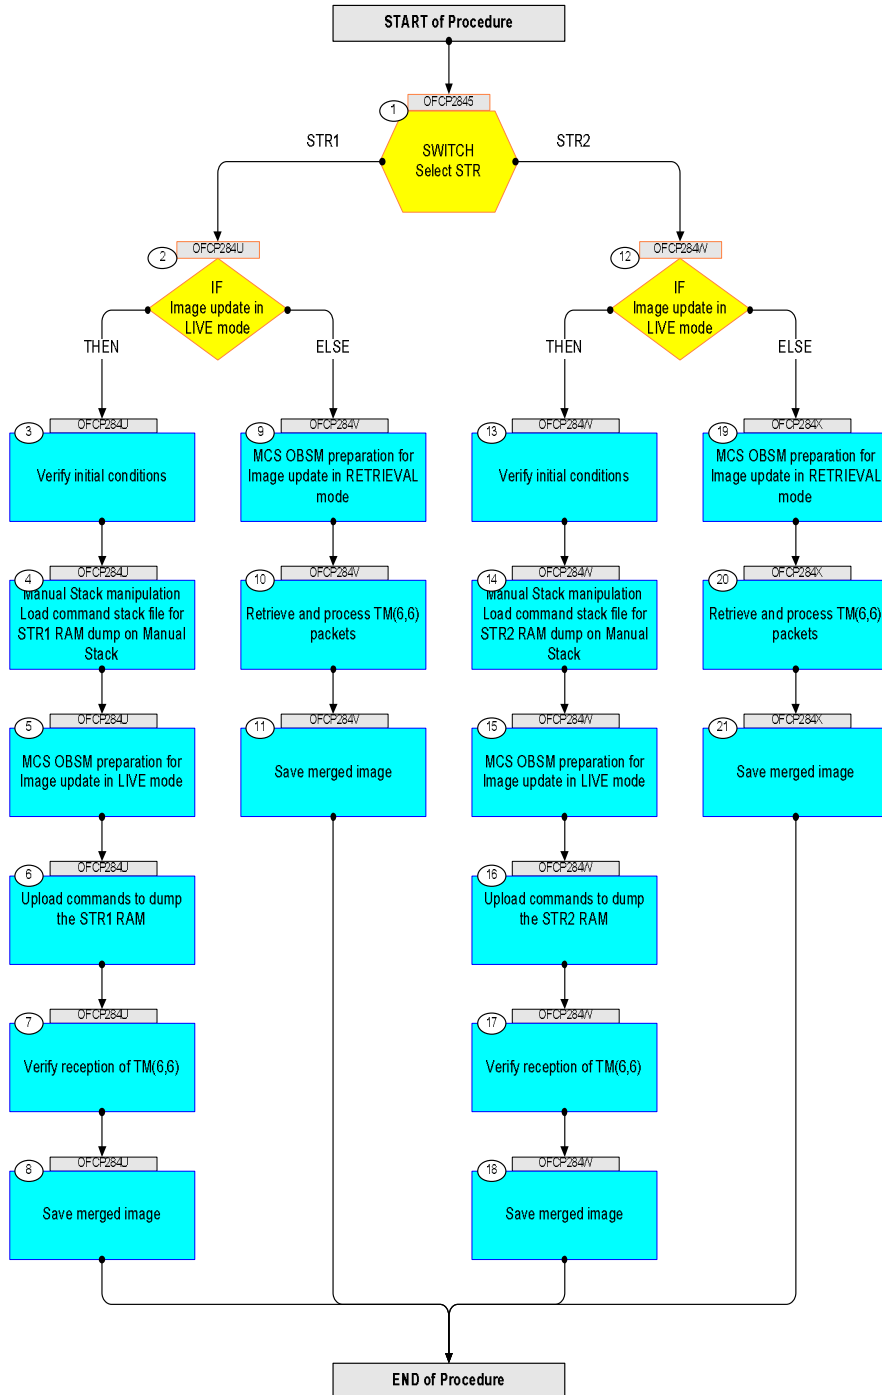 START of Procedure
OFCP2845
1
SWITCH
Select STR
STR1
STR2
OFCP284U
2
IF
Image update in
LIVE mode
THEN
ELSE
OFCP284W
12
IF
Image update in
LIVE mode
THEN
ELSE
OFCP284U
3
Verify initial conditions
OFCP284V
9
MCS OBSM preparation for
Image update in RETRIEVAL
mode
OFCP284W
13
Verify initial conditions
OFCP284X
19
MCS OBSM preparation for
Image update in RETRIEVAL
mode
OFCP284U
4
Manual Stack manipulation
Load command stack file for
STR1 RAM dump on Manual
Stack
OFCP284V
10
Retrieve and process TM(6,6)
packets
OFCP284W
14
Manual Stack manipulation
Load command stack file for
STR2 RAM dump on Manual
Stack
OFCP284X
20
Retrieve and process TM(6,6)
packets
OFCP284U
5
MCS OBSM preparation for
Image update in LIVE mode
OFCP284V
11
Save merged image
OFCP284W
15
MCS OBSM preparation for
Image update in LIVE mode
OFCP284X
21
Save merged image
OFCP284U
6
Upload commands to dump
the STR1 RAM
OFCP284W
16
Upload commands to dump
the STR2 RAM
OFCP284U
7
Verify reception of TM(6,6)
OFCP284W
17
Verify reception of TM(6,6)
OFCP284U
8
Save merged image
OFCP284W
18
Save merged image
END of Procedure